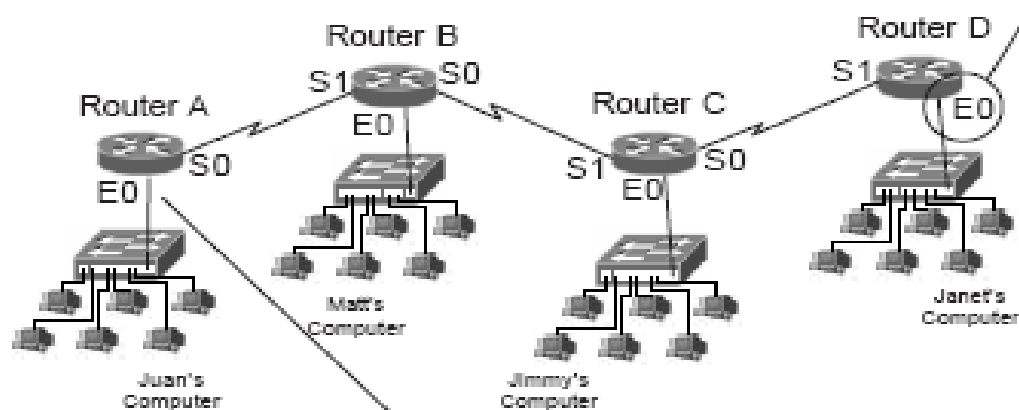 Router A
S0
E0
Juan's
Computer
Router B
S1
S0
E0
Matt's
Computer
Router C
S1
S0
E0
Jimmy's
Computer
Router D
S1
E0
Janet's
Computer